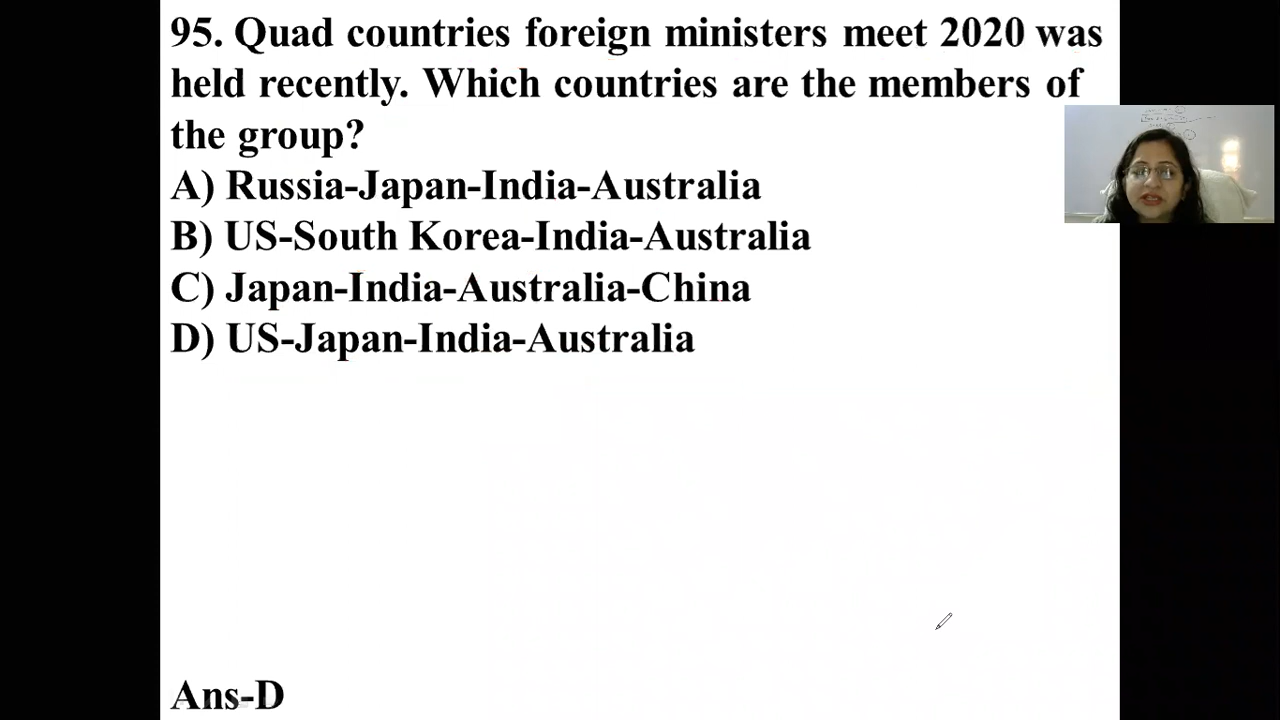 95. Quad countries foreign ministers meet 2020 was
held recently. Which countries are the members of
the group?
A) Russia-Japan-India-Australia
B) US-South Korea-India-Australia
C) Japan-India-Australia-China
D) US-Japan-India-Australia
Ans-D